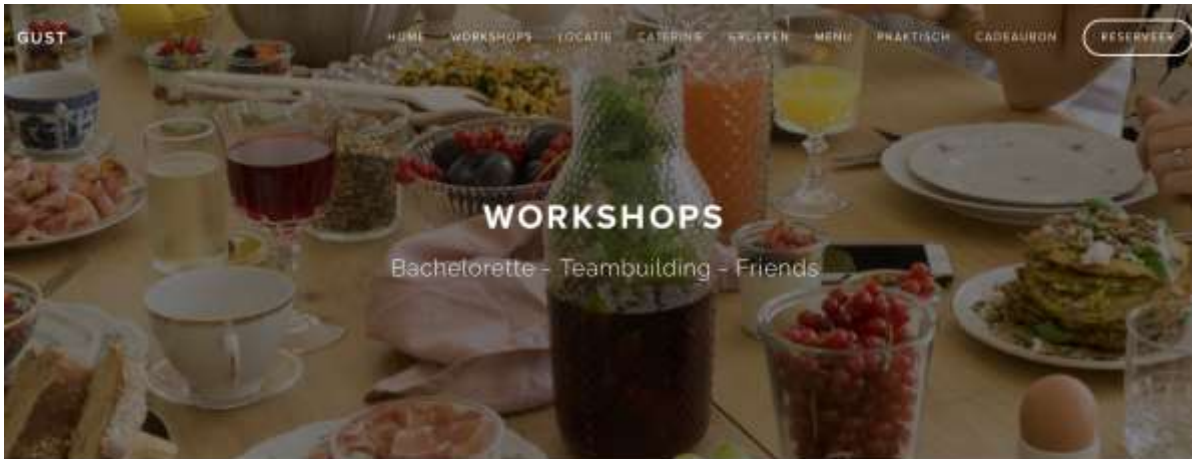 GUST HOME WORKSHOPS LOCATIE CATERING GROEPEN MENU PRAKTISCH CADEAUBON RESERVEER
WORKSHOPS
Bachelorette - Teambuilding - Friends